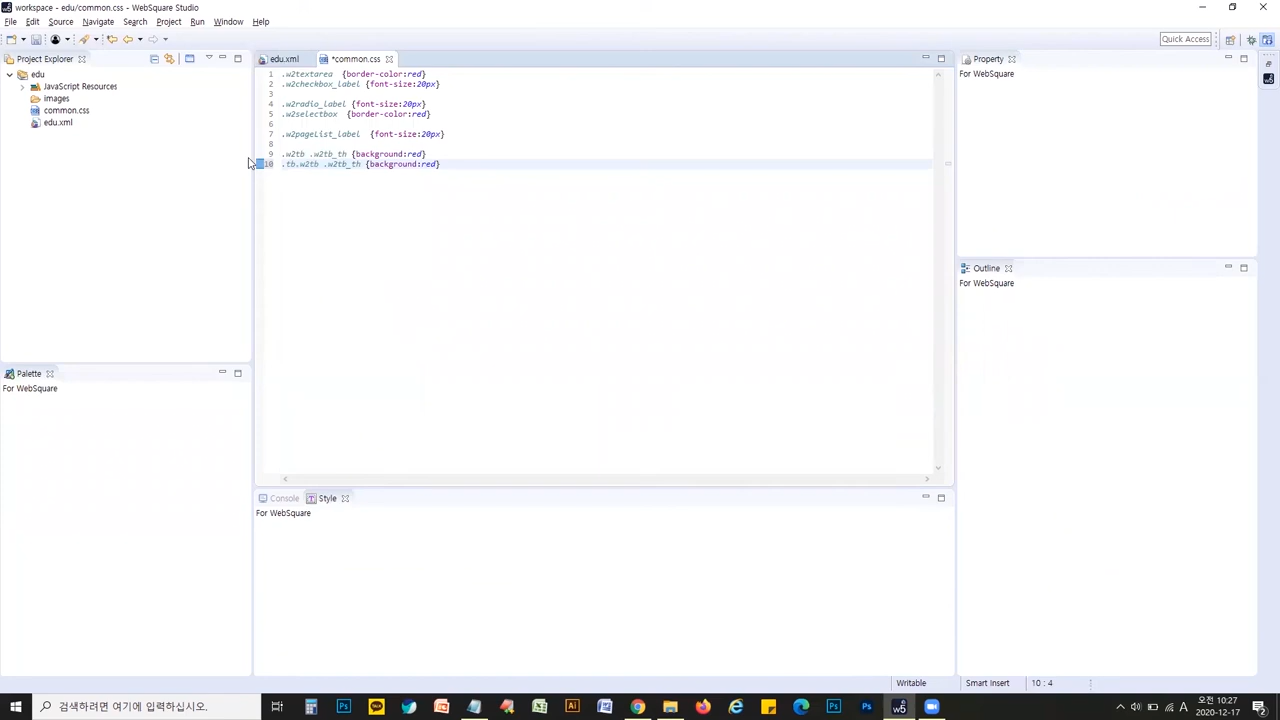 workspace - edu/common.css - WebSquare Studio
File Edit Source Navigate Search Project Run Window Help
Quick Access
Project Explorer
edu
JavaScript Resources
images
common.css
edu.xml
Palette
For WebSquare
edu.xml
*common.css
1 .w2textarea {border-color:red}
2 .w2checkbox_label {font-size:20px}
3
4 .w2radio_label {font-size:20px}
5 .w2selectbox {border-color:red}
6
7 .w2pageList_label {font-size:20px}
8
9 .w2tb .w2tb_th {background:red}
10 .tb.w2tb .w2tb_th {background:red}
Console Style
For WebSquare
Property
For WebSquare
Outline
For WebSquare
Writable Smart Insert 10 : 4
검색하려면 여기에 입력하십시오.
A 오전 10:27
2020-12-17
2